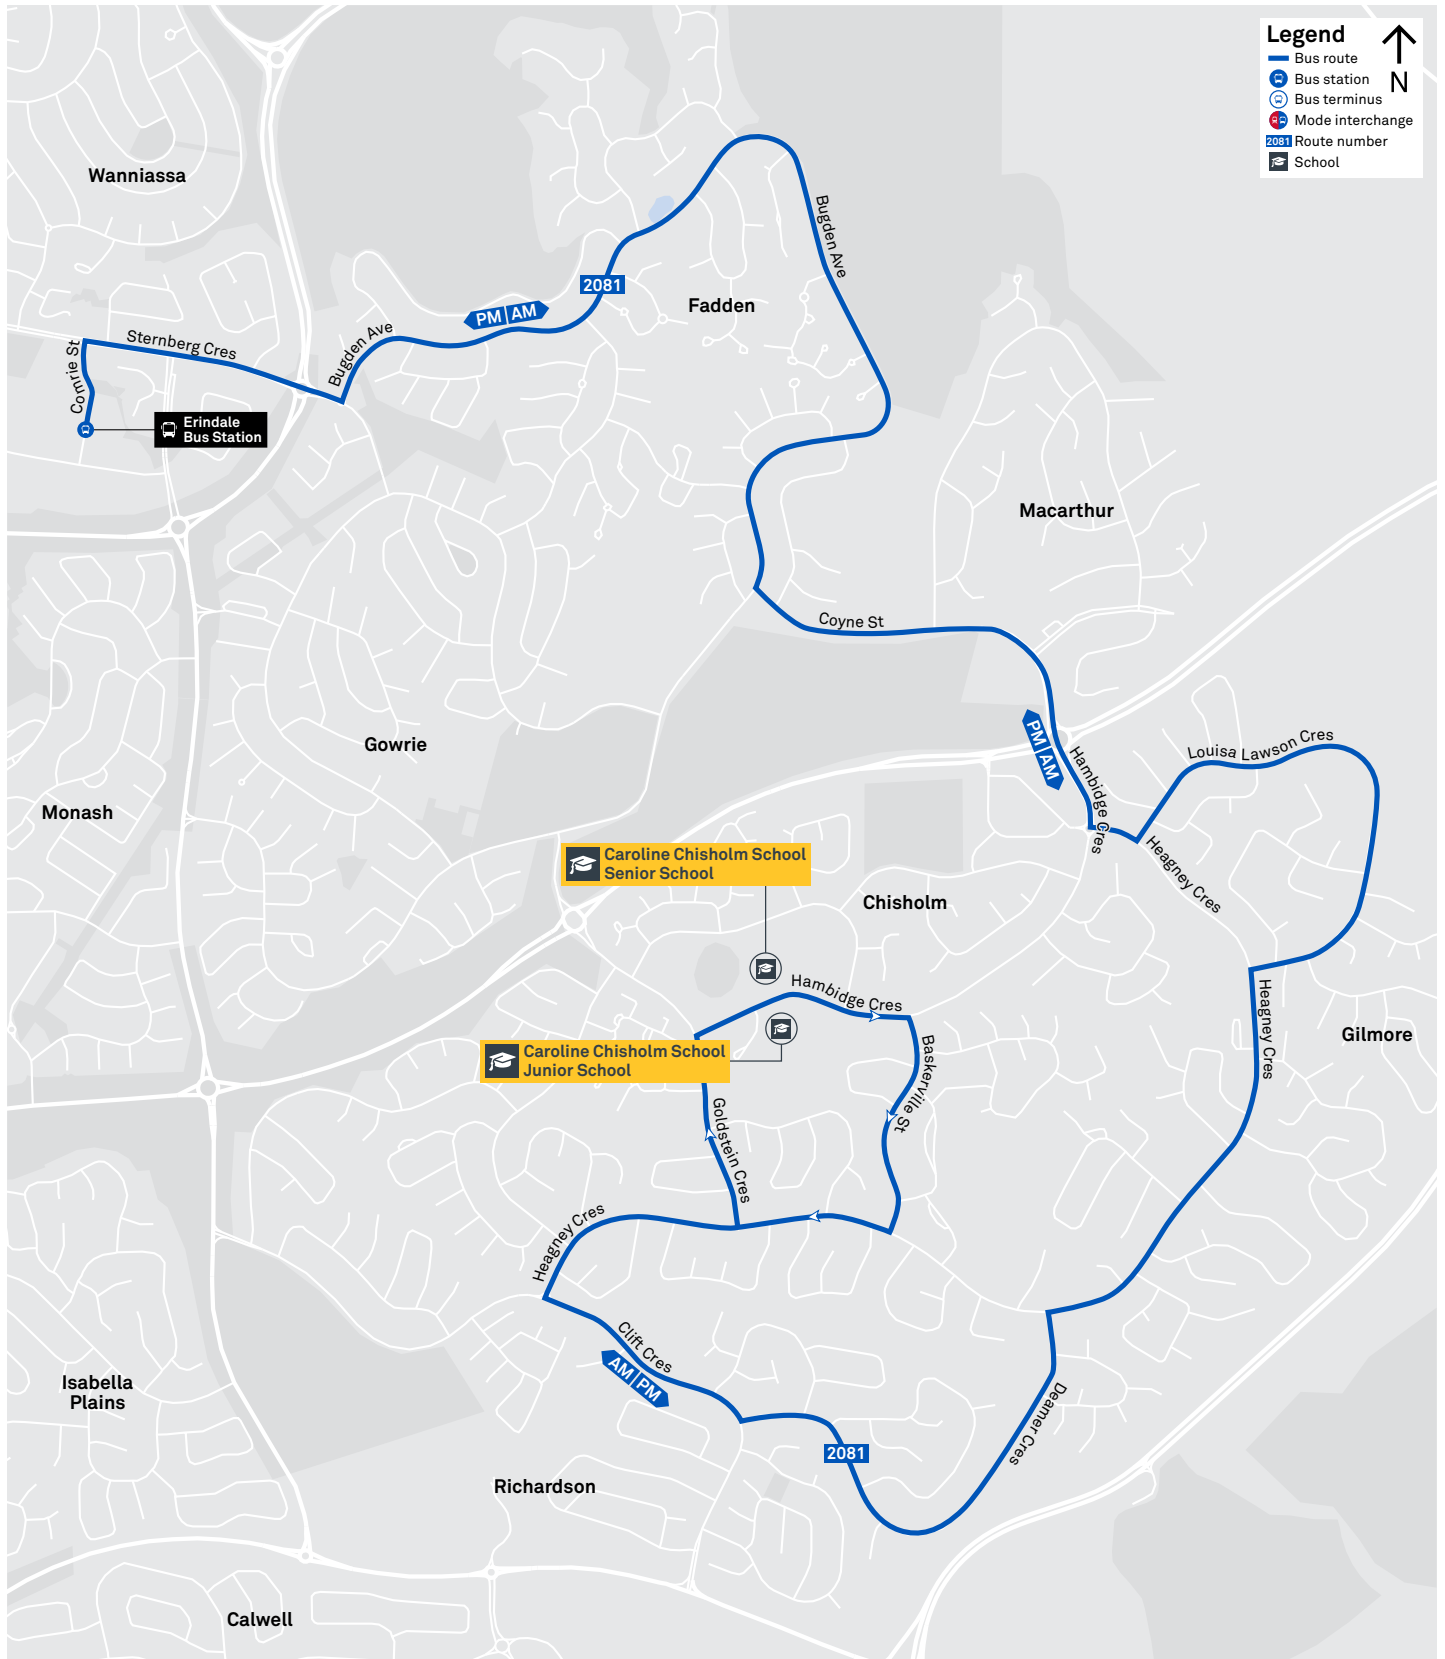 Legend
Bus route
Bus station
Bus terminus
N
Mode interchange
2081 Route number
School
Wanniassa
Bugden Ave
2081
Fadden
PM AM
Bugden Ave
Sternberg Cres
Comrie St
Erindale
Bus Station
Macarthur
Coyne St
PM AM
Gowrie
Louisa Lawson Cres
Hambidge Cres
Monash
Heagney Cres
Caroline Chisholm School
Senior School
Chisholm
Hambidge Cres
Heagney Cres
Gilmore
Caroline Chisholm School
Junior School
Baskerville St
Goldstein Cres
Heagney Cres
Clift Cres
AM PM
Isabella
Plains
Deamer Cres
2081
Richardson
Calwell